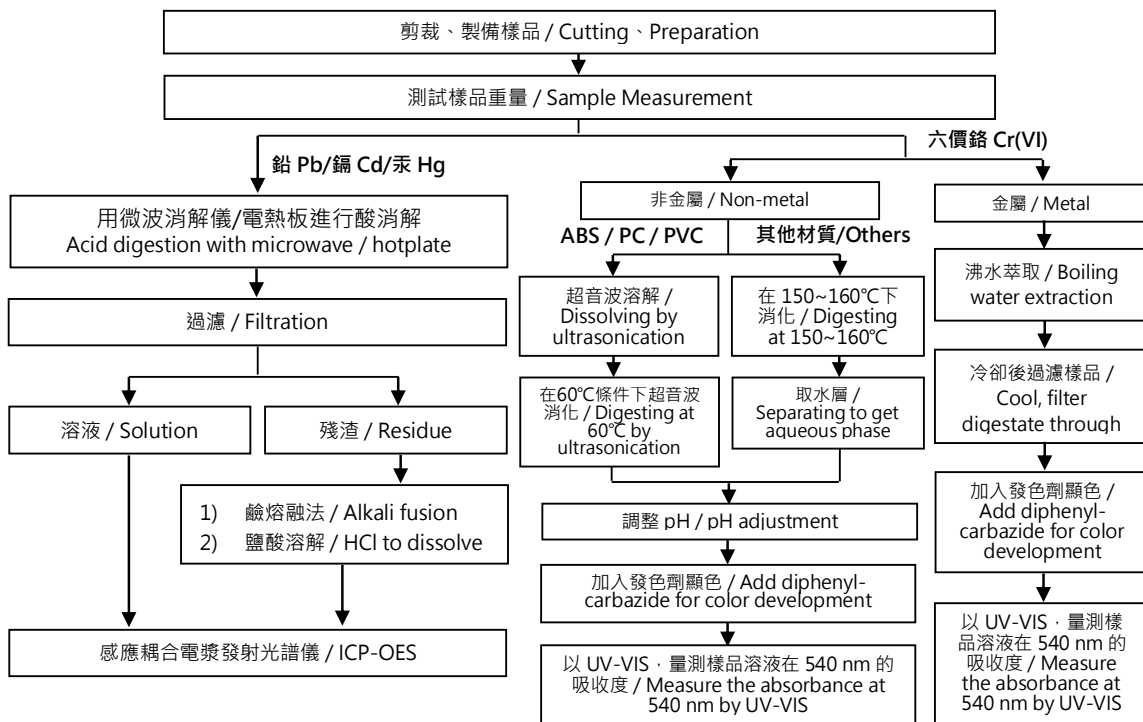 剪裁、製備樣品 / Cutting、Preparation
測試樣品重量 / Sample Measurement
鉛 Pb/鎘 Cd/汞 Hg
用微波消解儀/電熱板進行酸消解
Acid digestion with microwave / hotplate
過濾 / Filtration
溶液 / Solution
殘渣 / Residue
1) 鹼熔融法 / Alkali fusion
2) 鹽酸溶解 / HCl to dissolve
感應耦合電漿發射光譜儀 / ICP-OES
六價鉻 Cr(VI)
非金屬 / Non-metal
ABS / PC / PVC
其他材質/Others
超音波溶解 /
Dissolving by
ultrasonication
在60℃條件下超音波
消化 / Digesting at
60℃ by
ultrasonication
在 150~160℃下
消化 / Digesting
at 150~160℃
取水層 /
Separating to get
aqueous phase
調整 pH / pH adjustment
加入發色劑顯色 / Add diphenyl-
carbazide for color development
以 UV-VIS，量測樣品溶液在 540 nm 的
吸收度 / Measure the absorbance at
540 nm by UV-VIS
金屬 / Metal
沸水萃取 / Boiling
water extraction
冷卻後過濾樣品 /
Cool, filter
digestate through
加入發色劑顯色 /
Add diphenyl-
carbazide for color
development
以 UV-VIS，量測樣
品溶液在 540 nm 的
吸收度 / Measure
the absorbance at
540 nm by UV-VIS